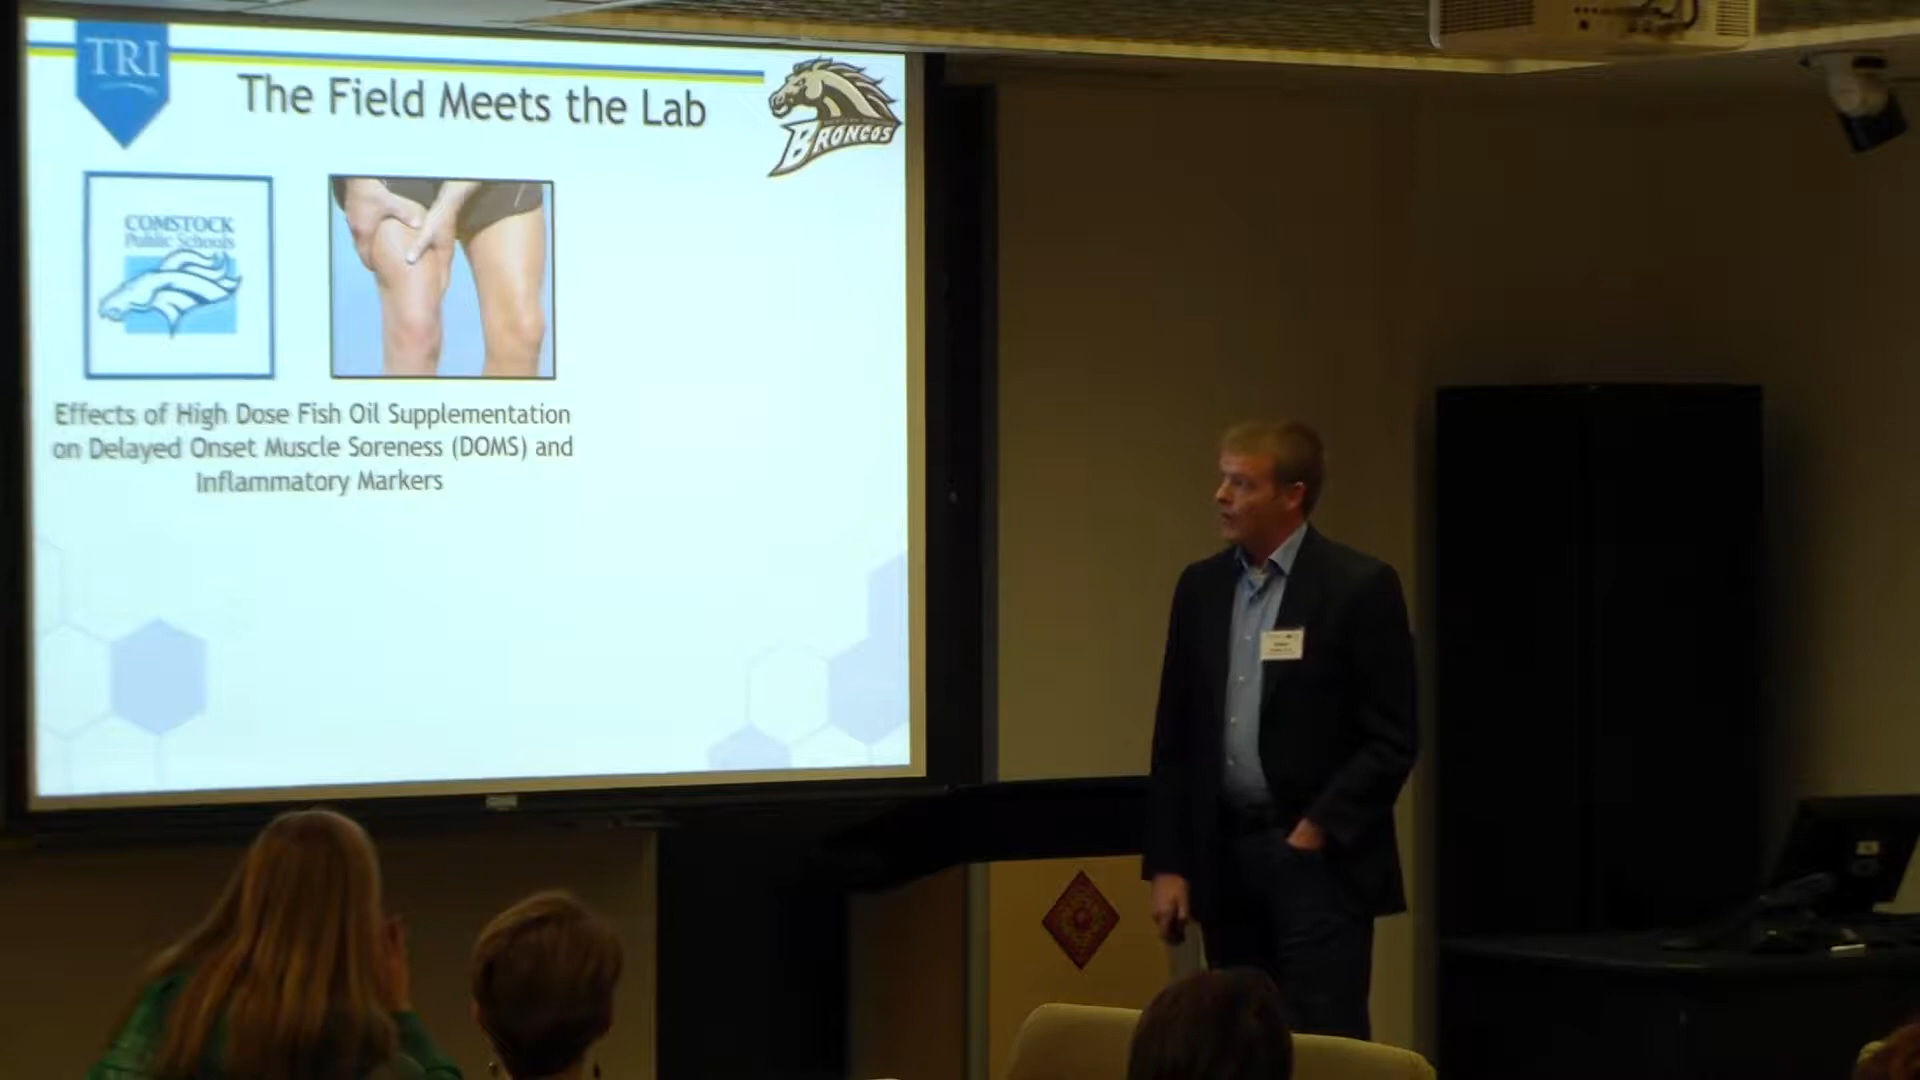 TRI
The Field Meets the Lab
BRONCOS
COMSTOCK
Public Schools
Effects of High Dose Fish Oil Supplementation
on Delayed Onset Muscle Soreness (DOMS) and
Inflammatory Markers